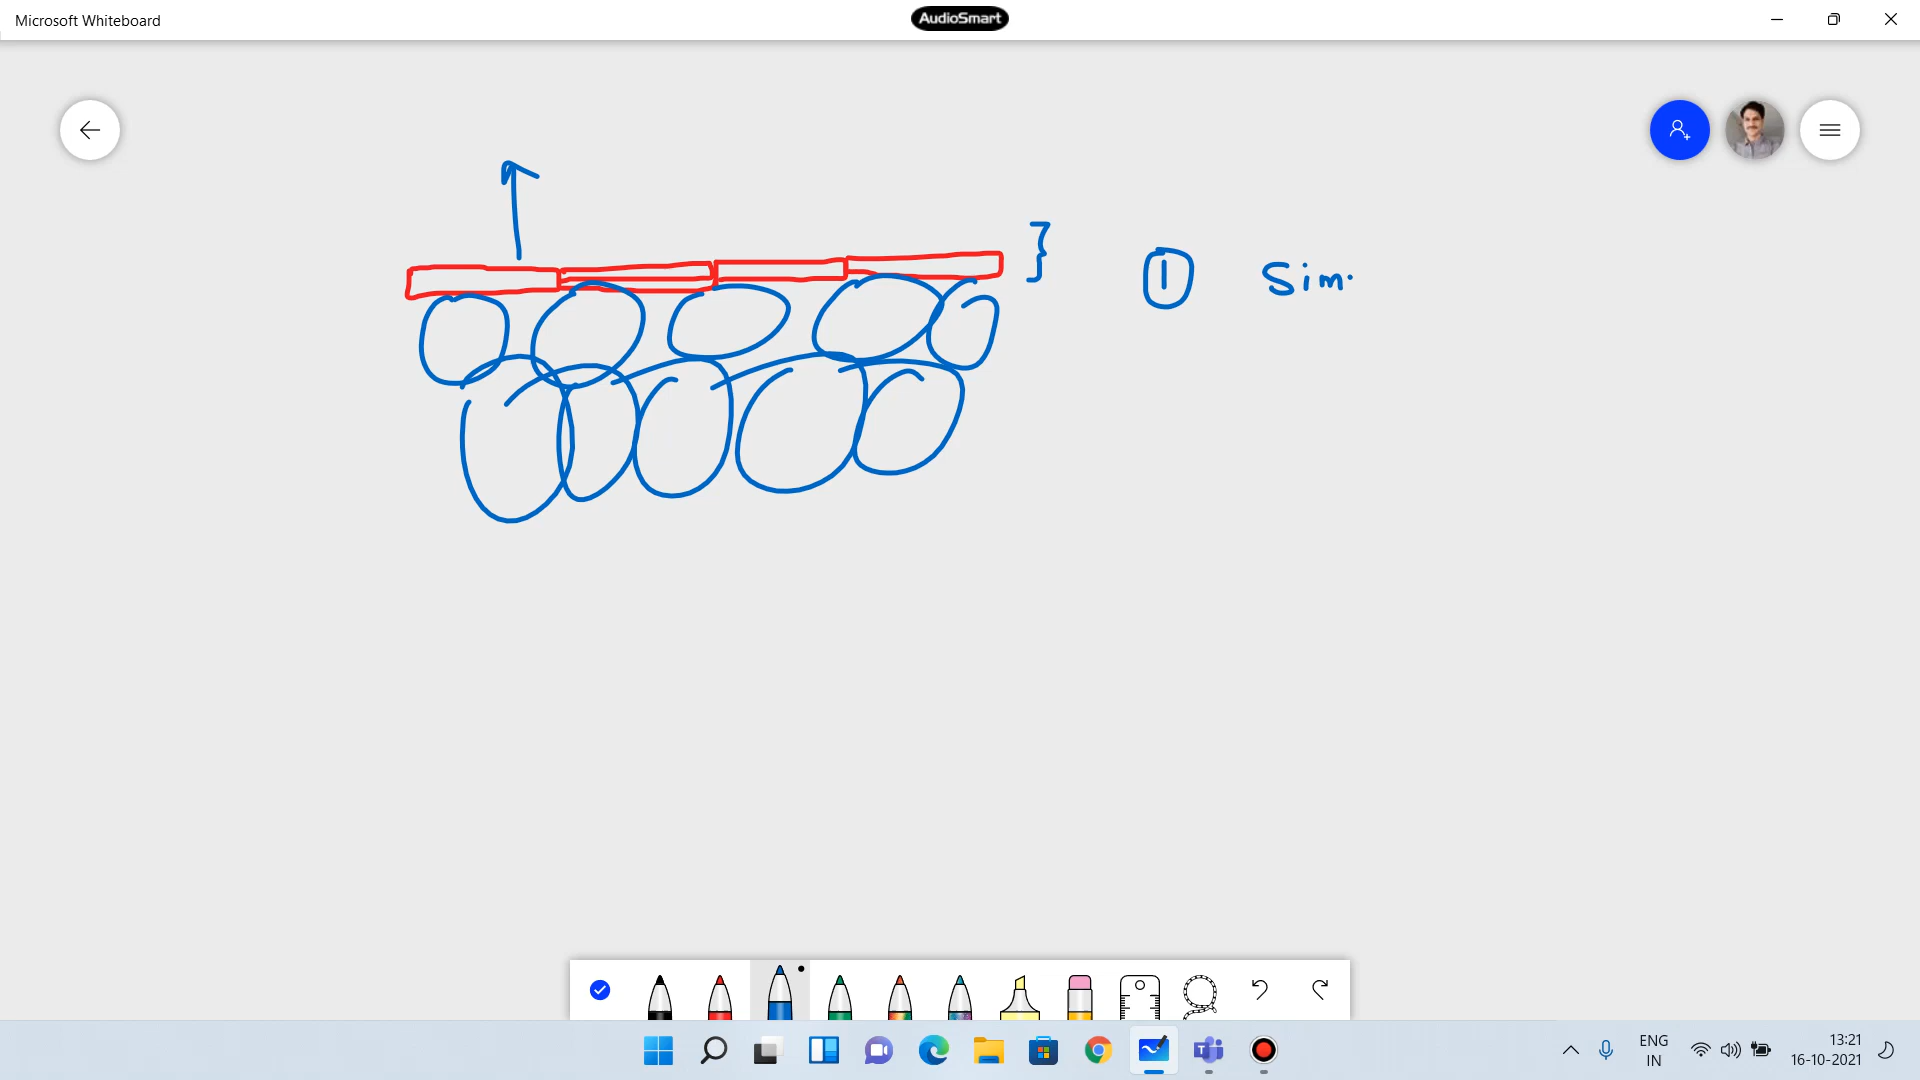 Microsoft Whiteboard
AudioSmart
① Sim.
ENG
IN
13:21
16-10-2021